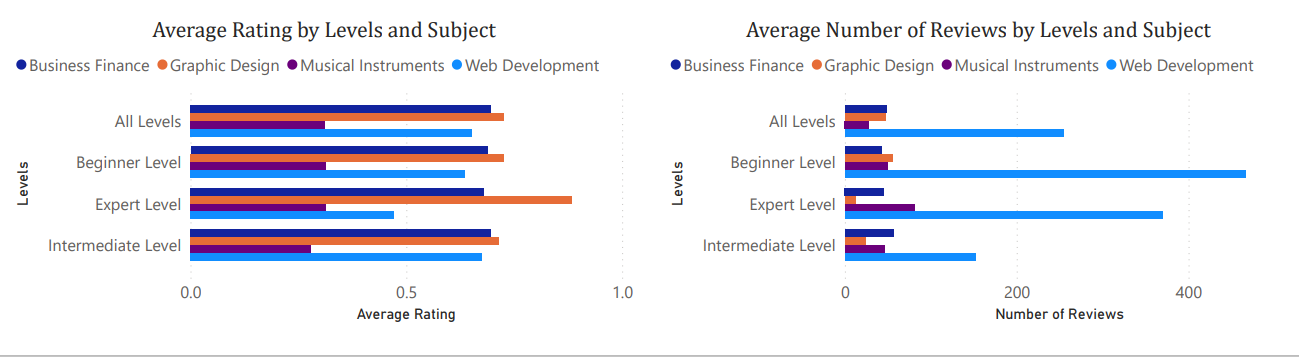 Average Rating by Levels and Subject
Business Finance Graphic Design Musical Instruments Web Development
Levels
All Levels
Beginner Level
Expert Level
Intermediate Level
0.0 0.5 1.0
Average Rating
Average Number of Reviews by Levels and Subject
Business Finance Graphic Design Musical Instruments Web Development
Levels
All Levels
Beginner Level
Expert Level
Intermediate Level
0 200 400
Number of Reviews